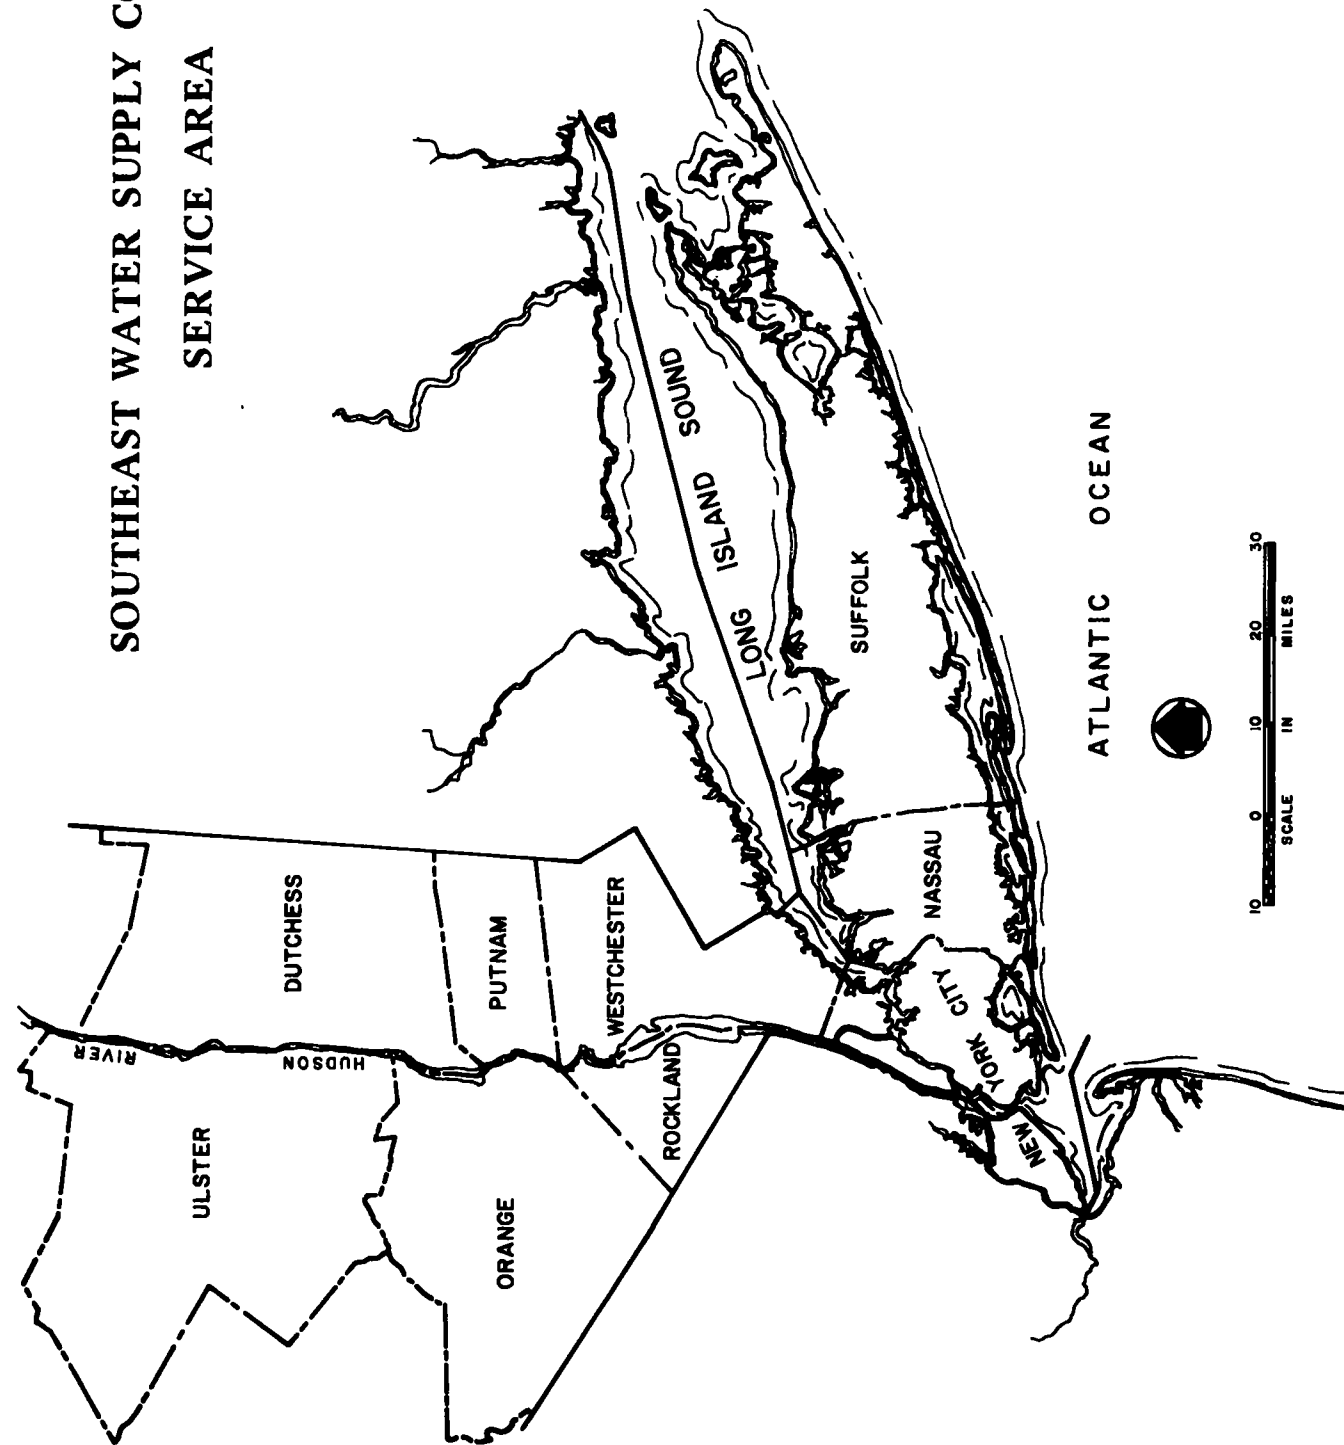 SOUTHEAST WATER SUPPLY
SERVICE AREA
DUTCHESS
PUTNAM
WESTCHESTER
HUDSON RIVER
ULSTER
ORANGE
ROCKLAND
LONG ISLAND SOUND
SUFFOLK
NASSAU
NEW YORK CITY
ATLANTIC OCEAN
10 0 10 20 30
SCALE IN MILES